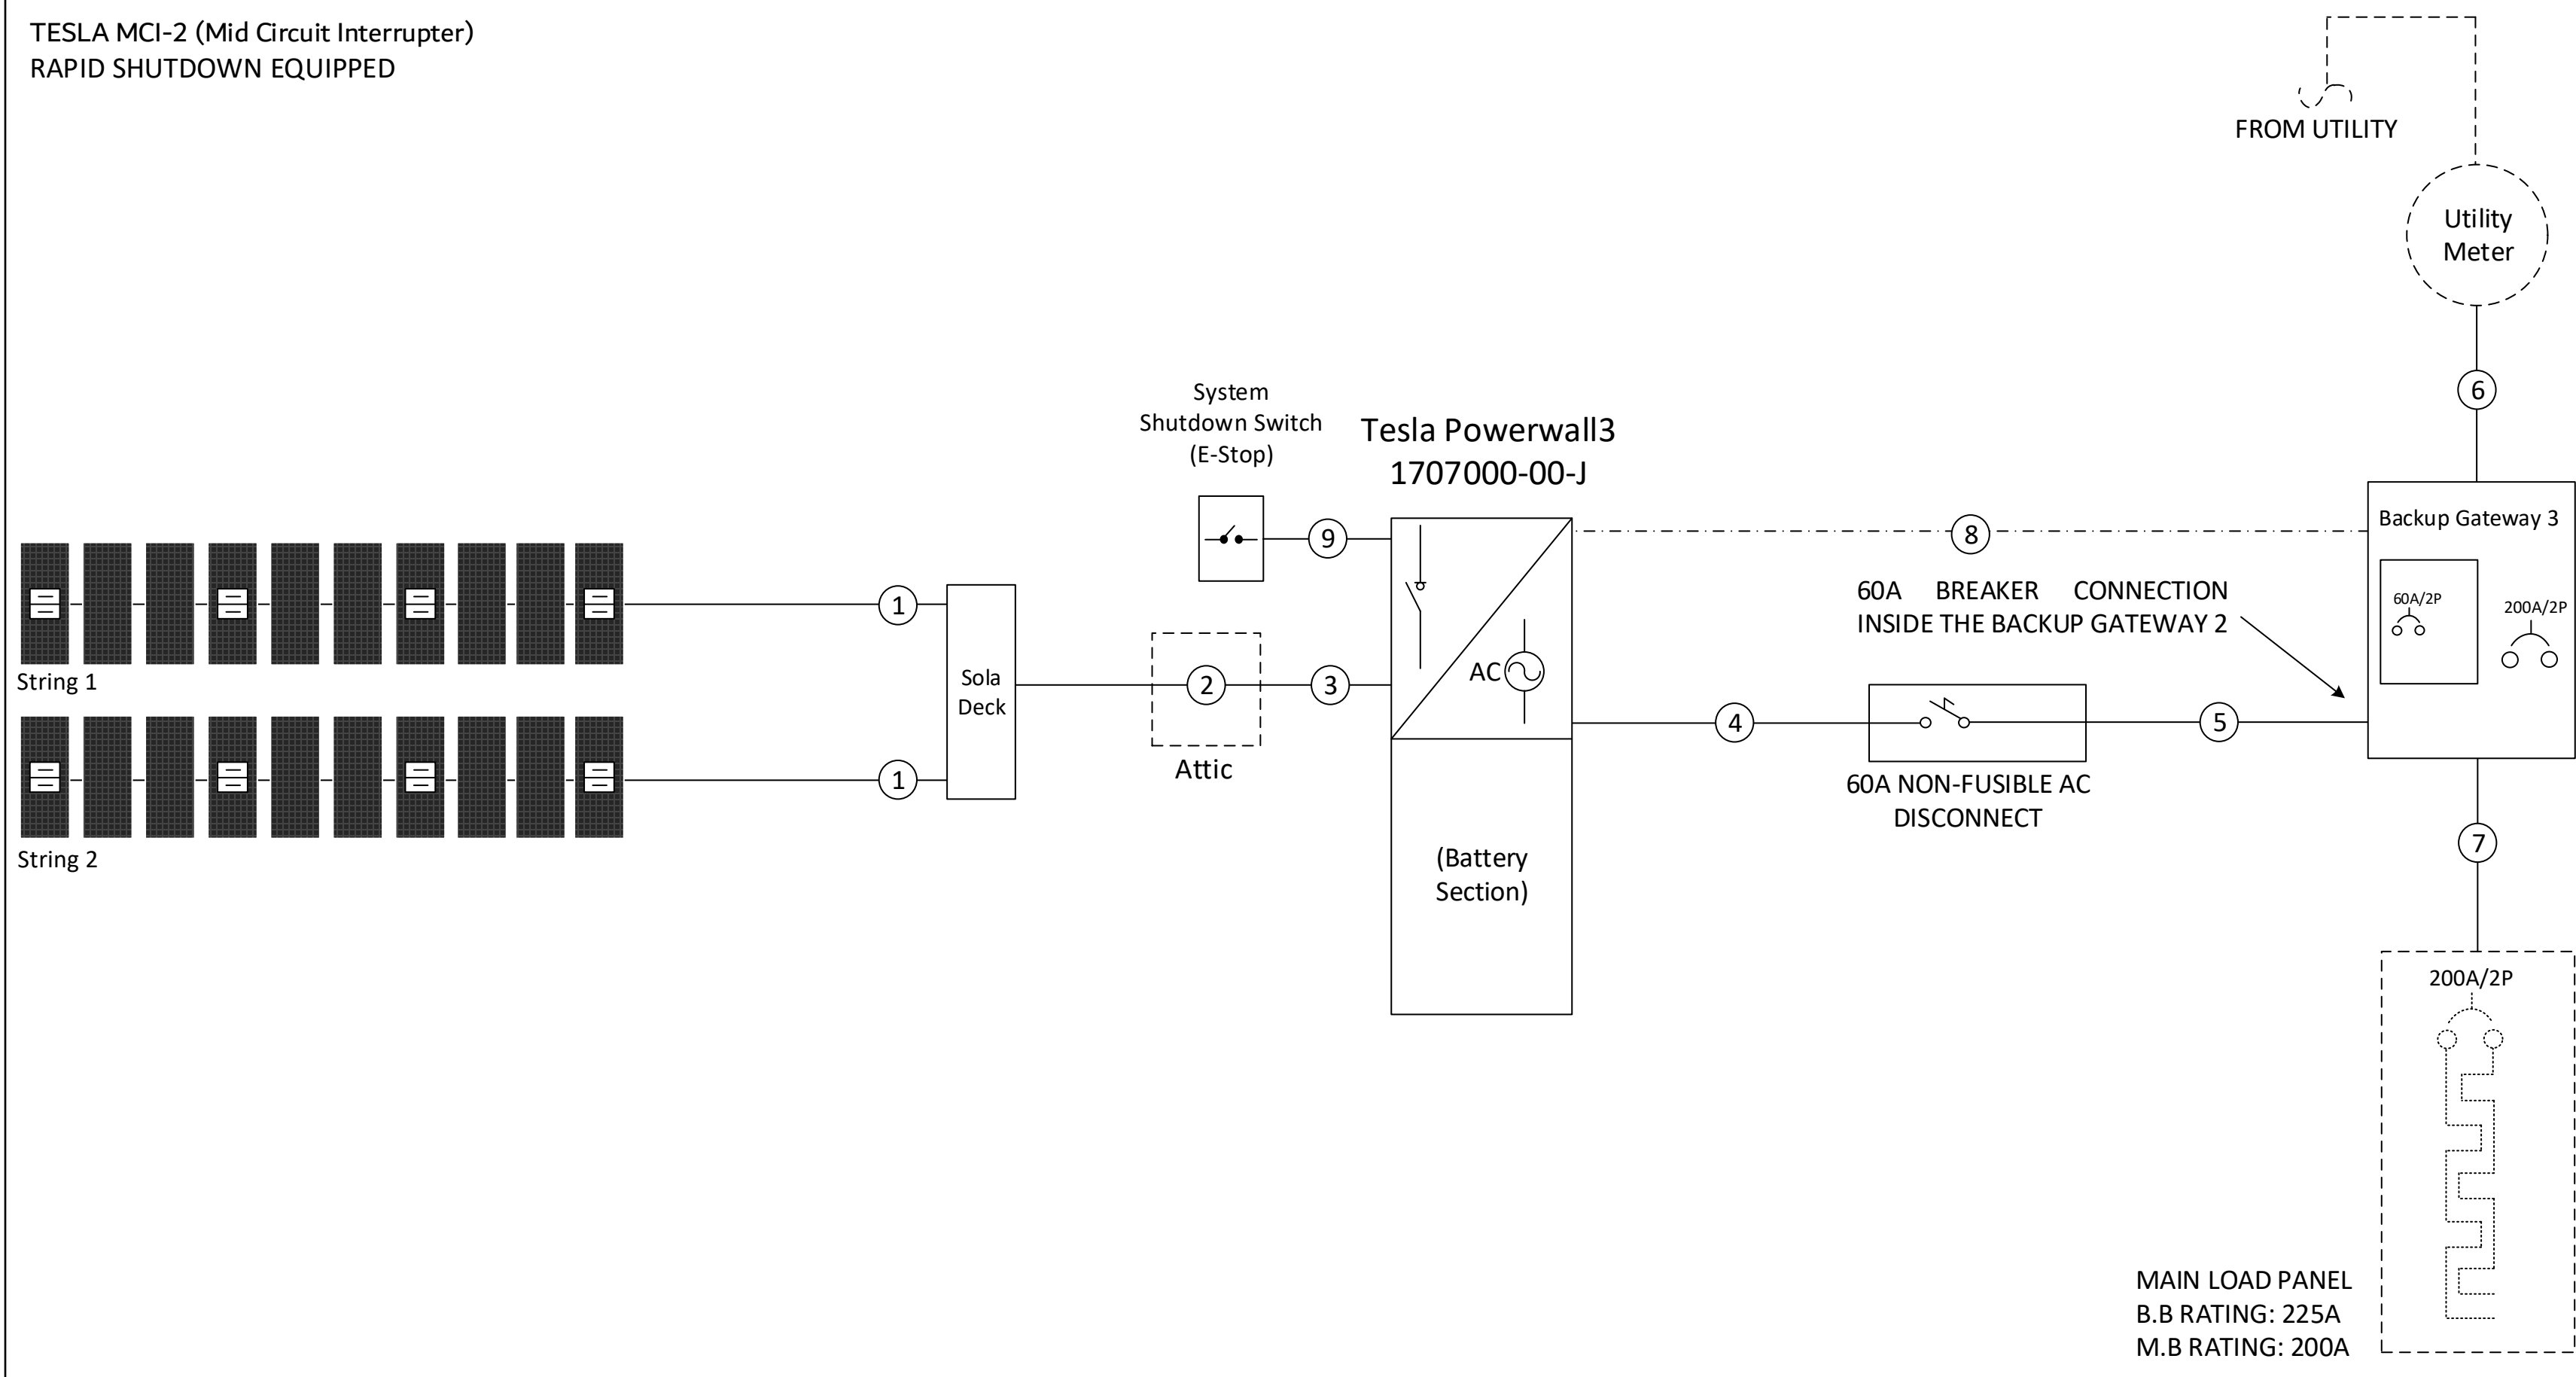 TESLA MCI-2 (Mid Circuit Interrupter)
RAPID SHUTDOWN EQUIPPED
FROM UTILITY
Utility
Meter
6
System
Shutdown Switch
(E-Stop)
Tesla Powerwall3
1707000-00-J
9
8
Backup Gateway 3
60A/2P
200A/2P
60A BREAKER CONNECTION
INSIDE THE BACKUP GATEWAY 2
String 1
1
Sola
Deck
2
Attic
3
AC
4
5
60A NON-FUSIBLE AC
DISCONNECT
String 2
1
(Battery
Section)
7
200A/2P
MAIN LOAD PANEL
B.B RATING: 225A
M.B RATING: 200A